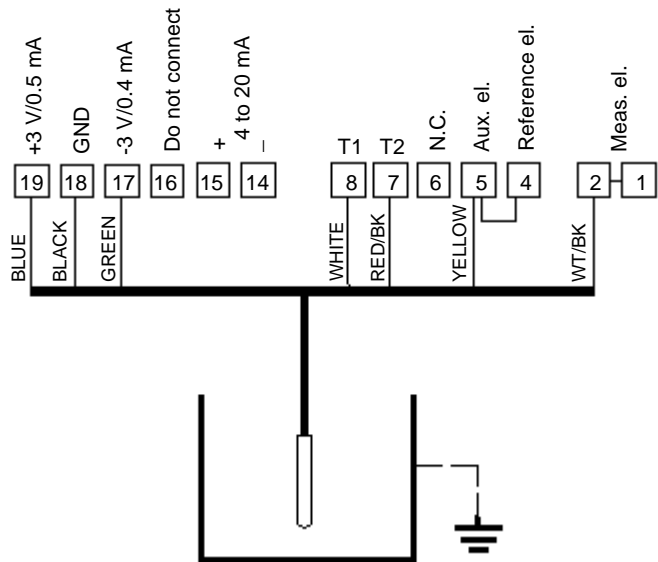 +3 V/0.5 mA
GND
-3 V/0.4 mA
Do not connect
+
4 to 20 mA
–
T1
T2
N.C.
Aux. el.
Reference el.
Meas. el.
19
18
17
16
15
14
8
7
6
5
4
2
1
BLUE
BLACK
GREEN
WHITE
RED/BK
YELLOW
WT/BK